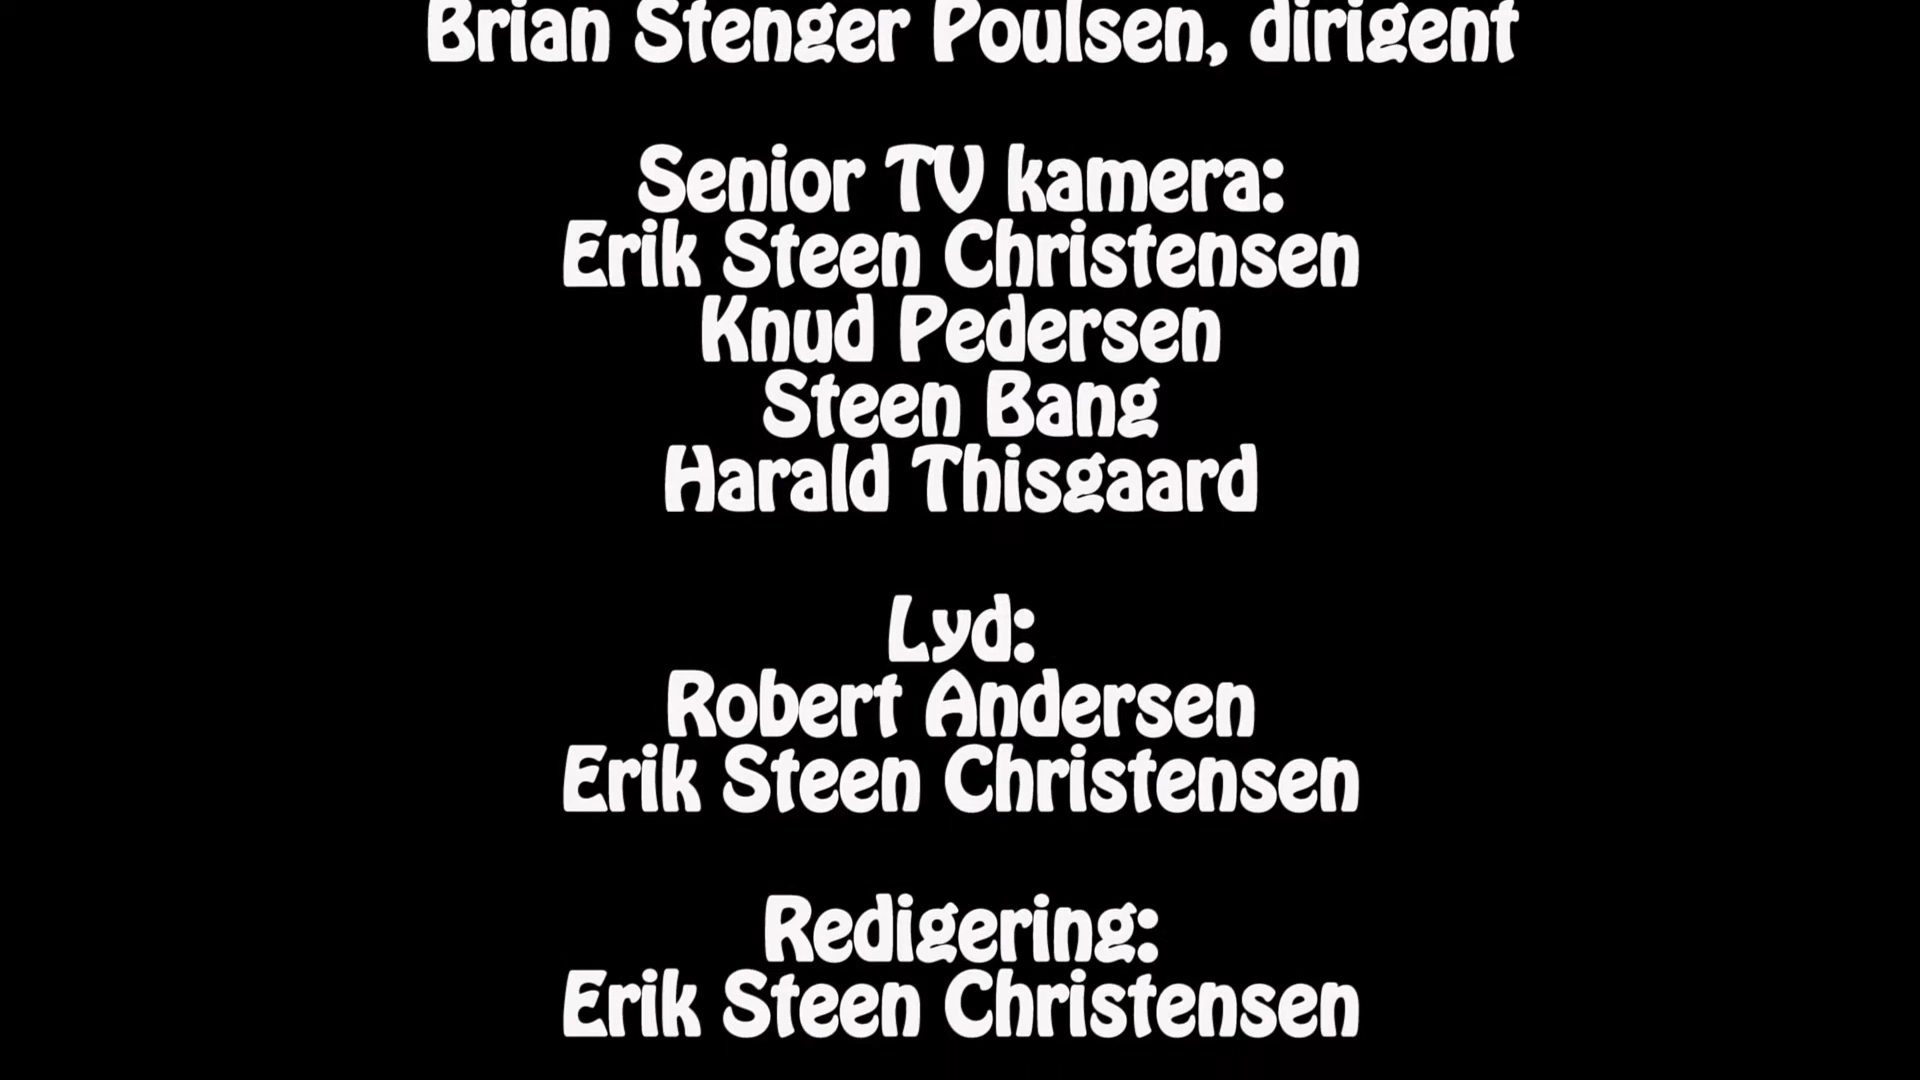 Brian Stenger Poulsen, dirigent
Senior TV kamera:
Erik Steen Christensen
Knud Pedersen
Steen Bang
Harald Thisgaard
Lyd:
Robert Andersen
Erik Steen Christensen
Redigering:
Erik Steen Christensen